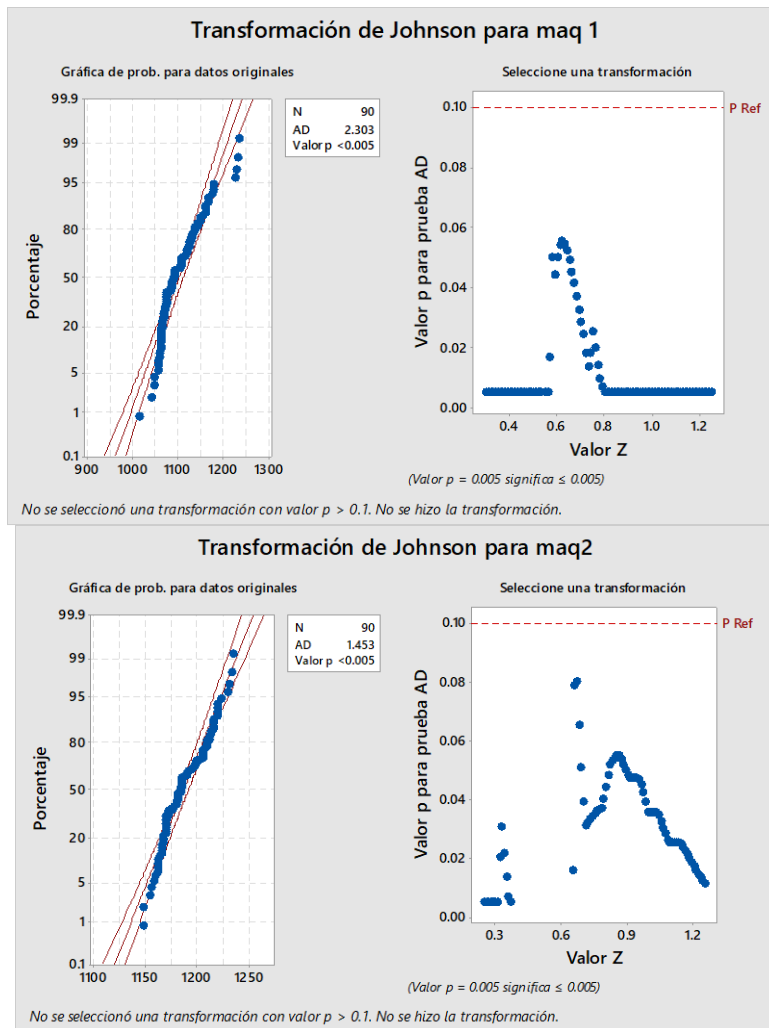 Transformación de Johnson para maq 1
Gráfica de prob. para datos originales
Seleccione una transformación
99.9
99
95
80
50
20
5
1
0.1
Porcentaje
900 1000 1100 1200 1300
N 90
AD 2.303
Valor p <0.005
0.10
0.08
0.06
0.04
0.02
0.00
Valor p para prueba AD
P Ref
0.4 0.6 0.8 1.0 1.2
Valor Z
(Valor p = 0.005 significa ≤ 0.005)
No se seleccionó una transformación con valor p > 0.1. No se hizo la transformación.
Transformación de Johnson para maq2
Gráfica de prob. para datos originales
Seleccione una transformación
99.9
99
95
80
50
20
5
1
0.1
Porcentaje
1100 1150 1200 1250
N 90
AD 1.453
Valor p <0.005
0.10
0.08
0.06
0.04
0.02
0.00
Valor p para prueba AD
P Ref
0.3 0.6 0.9 1.2
Valor Z
(Valor p = 0.005 significa ≤ 0.005)
No se seleccionó una transformación con valor p > 0.1. No se hizo la transformación.